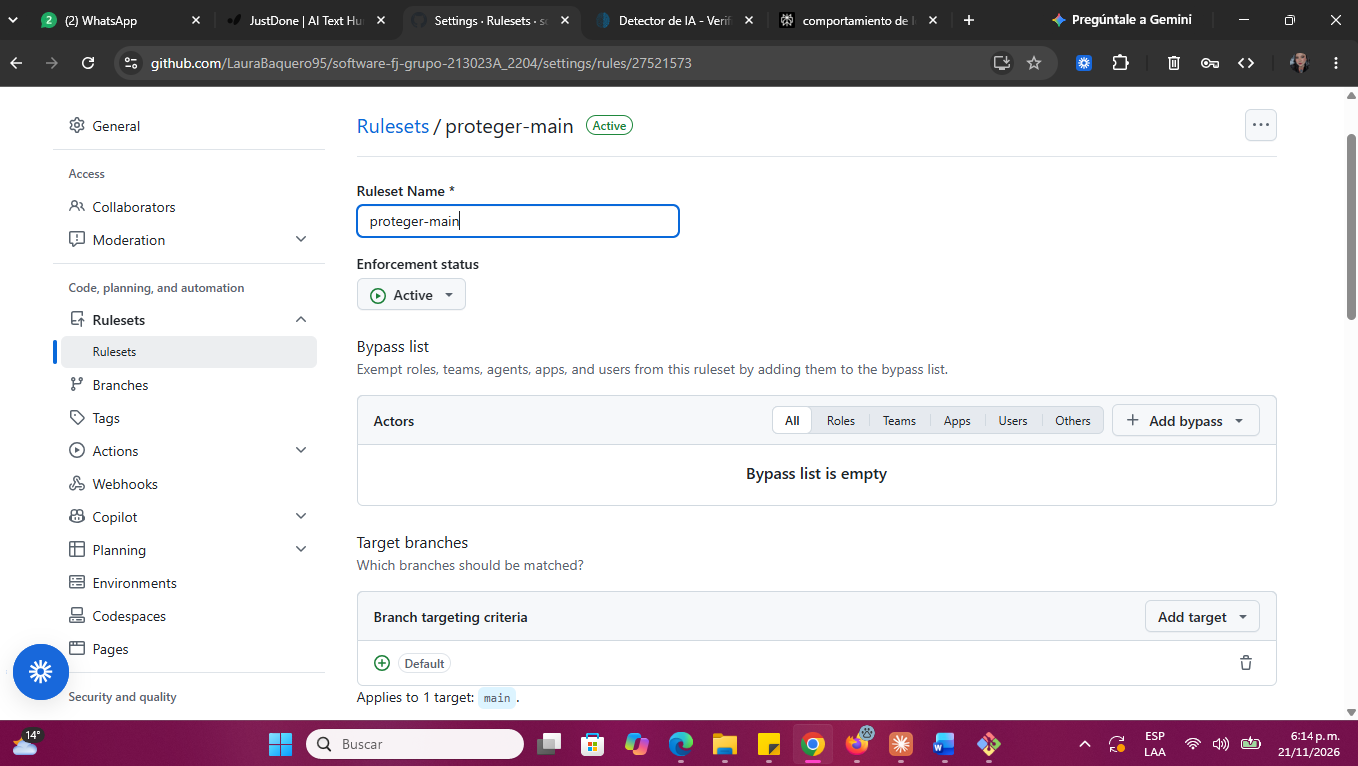 (2) WhatsApp
JustDone | AI Text Hu
Settings · Rulesets · so
Detector de IA - Verif
comportamiento de l
Pregúntale a Gemini
github.com/LauraBaquero95/software-fj-grupo-213023A_2204/settings/rules/27521573
General
Access
Collaborators
Moderation
Code, planning, and automation
Rulesets
Rulesets
Branches
Tags
Actions
Webhooks
Copilot
Planning
Environments
Codespaces
Pages
Security and quality
Rulesets / proteger-main Active
Ruleset Name *
proteger-main
Enforcement status
Active
Bypass list
Exempt roles, teams, agents, apps, and users from this ruleset by adding them to the bypass list.
Actors All Roles Teams Apps Users Others Add bypass
Bypass list is empty
Target branches
Which branches should be matched?
Branch targeting criteria Add target
Default
Applies to 1 target: main .
14°
Buscar
ESP
LAA
6:14 p.m.
21/11/2026